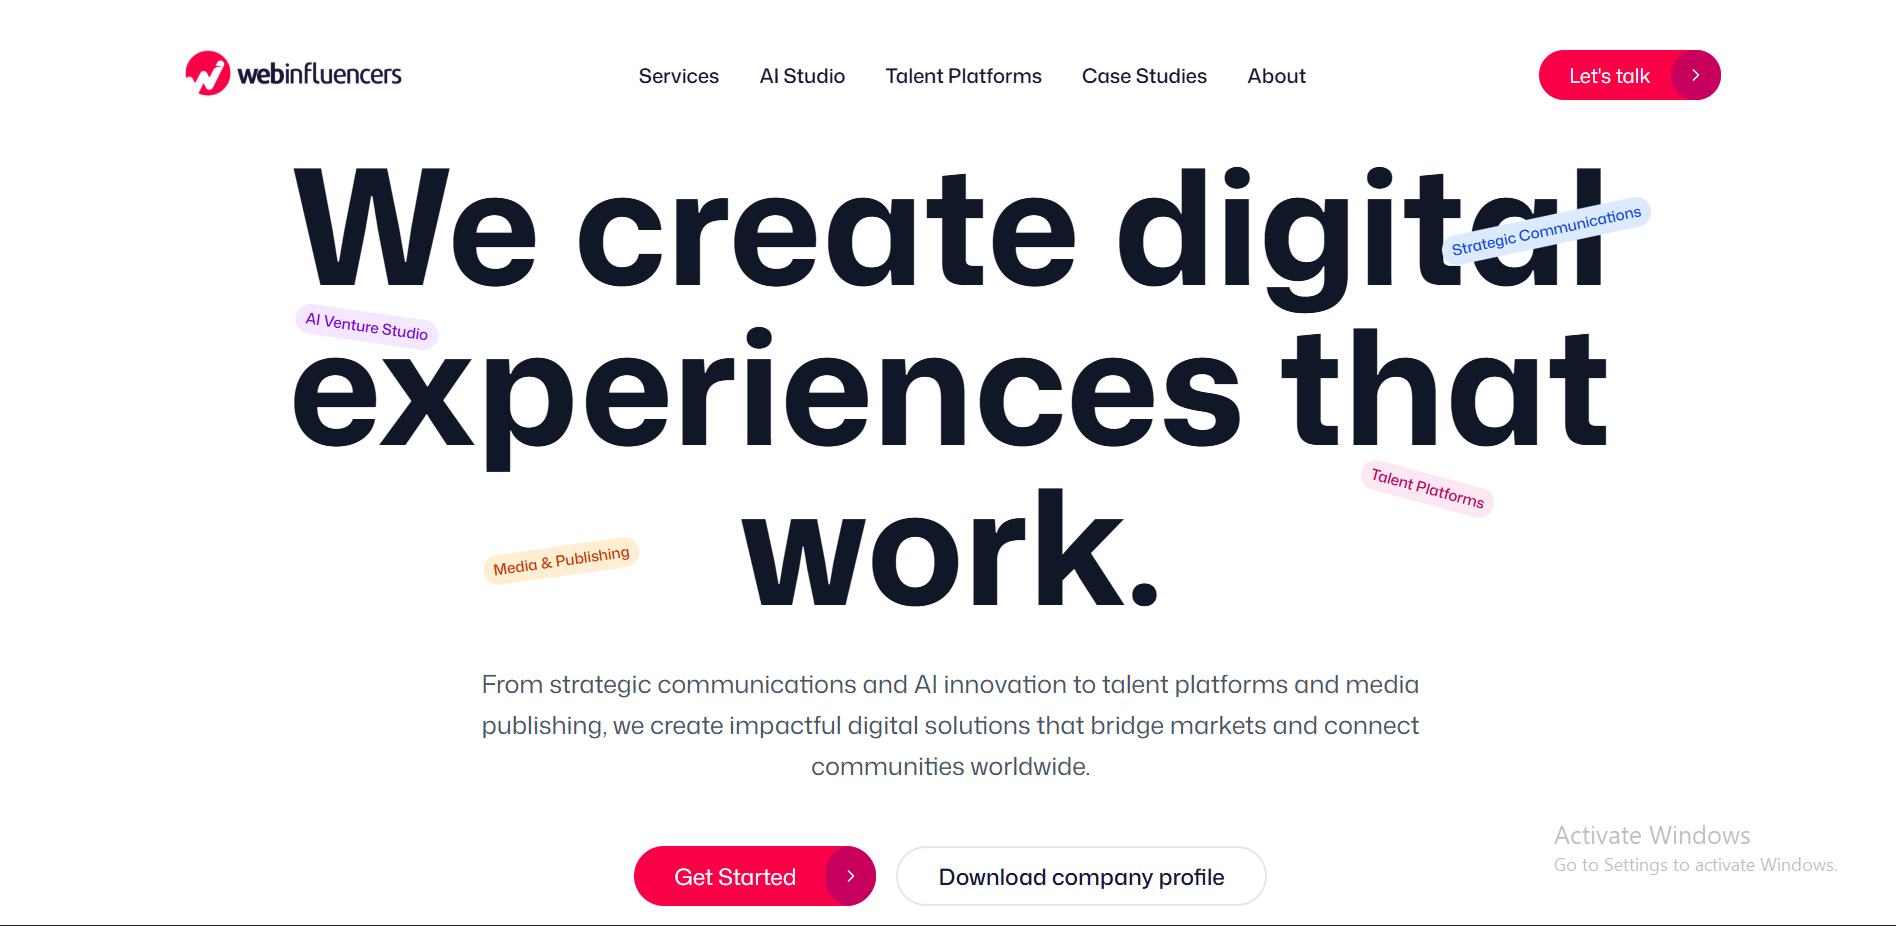 webinfluencers
Services
AI Studio
Talent Platforms
Case Studies
About
Let's talk
We create digital
Strategic Communications
AI Venture Studio
experiences that
Talent Platforms
work.
Media & Publishing
From strategic communications and AI innovation to talent platforms and media
publishing, we create impactful digital solutions that bridge markets and connect
communities worldwide.
Get Started
Download company profile
Activate Windows
Go to Settings to activate Windows.